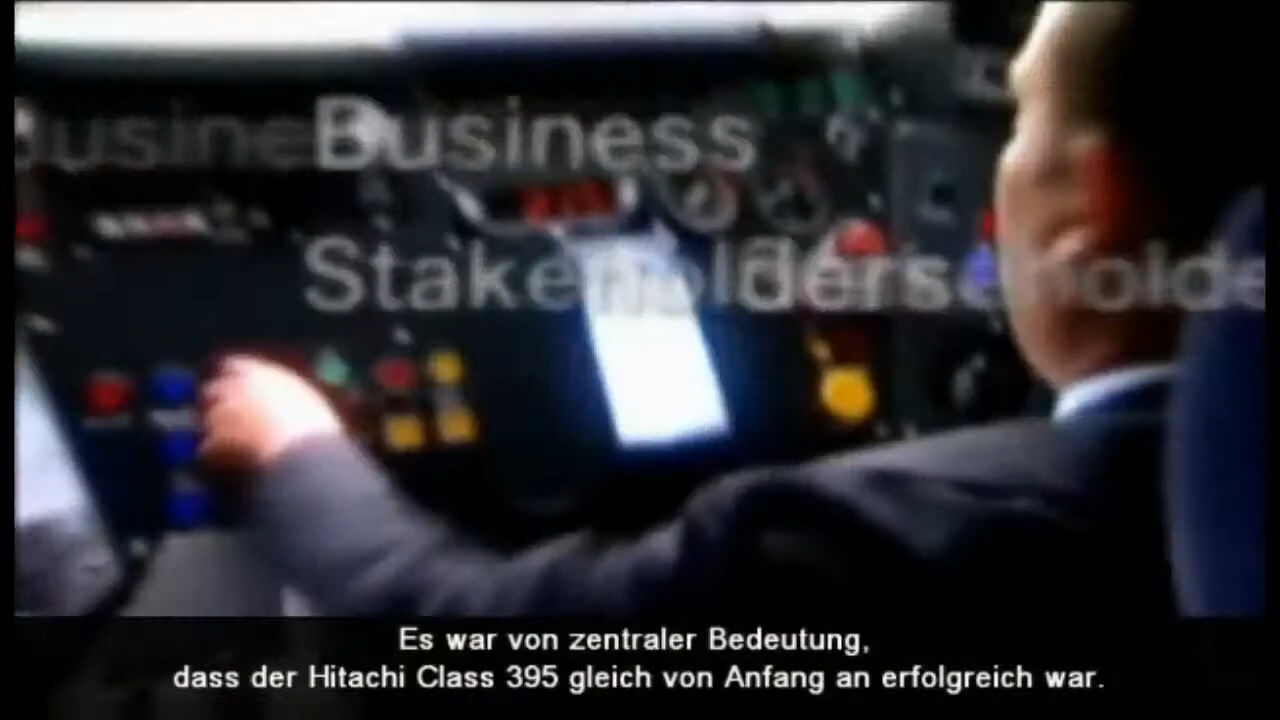 Business
Stakeholders
Es war von zentraler Bedeutung,
dass der Hitachi Class 395 gleich von Anfang an erfolgreich war.